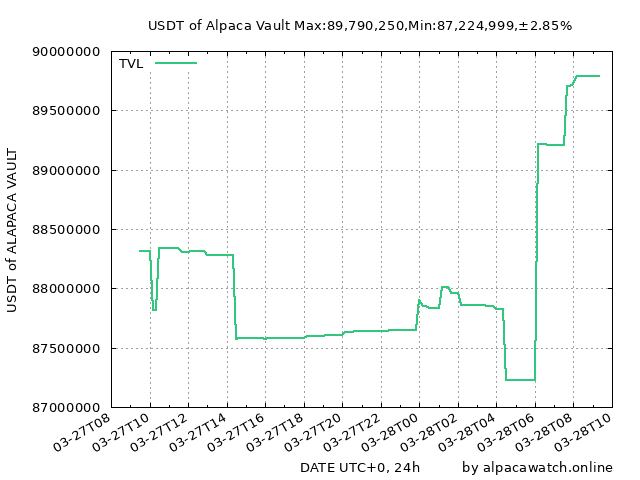 USDT of Alpaca Vault Max:89,790,250,Min:87,224,999,±2.85%
90000000
TVL
89500000
89000000
88500000
88000000
87500000
87000000
USDT of ALAPACA VAULT
03-27T08
03-27T10
03-27T12
03-27T14
03-27T16
03-27T18
03-27T20
03-27T22
03-28T00
03-28T02
03-28T04
03-28T06
03-28T08
03-28T10
DATE UTC+0, 24h
by alpacawatch.online